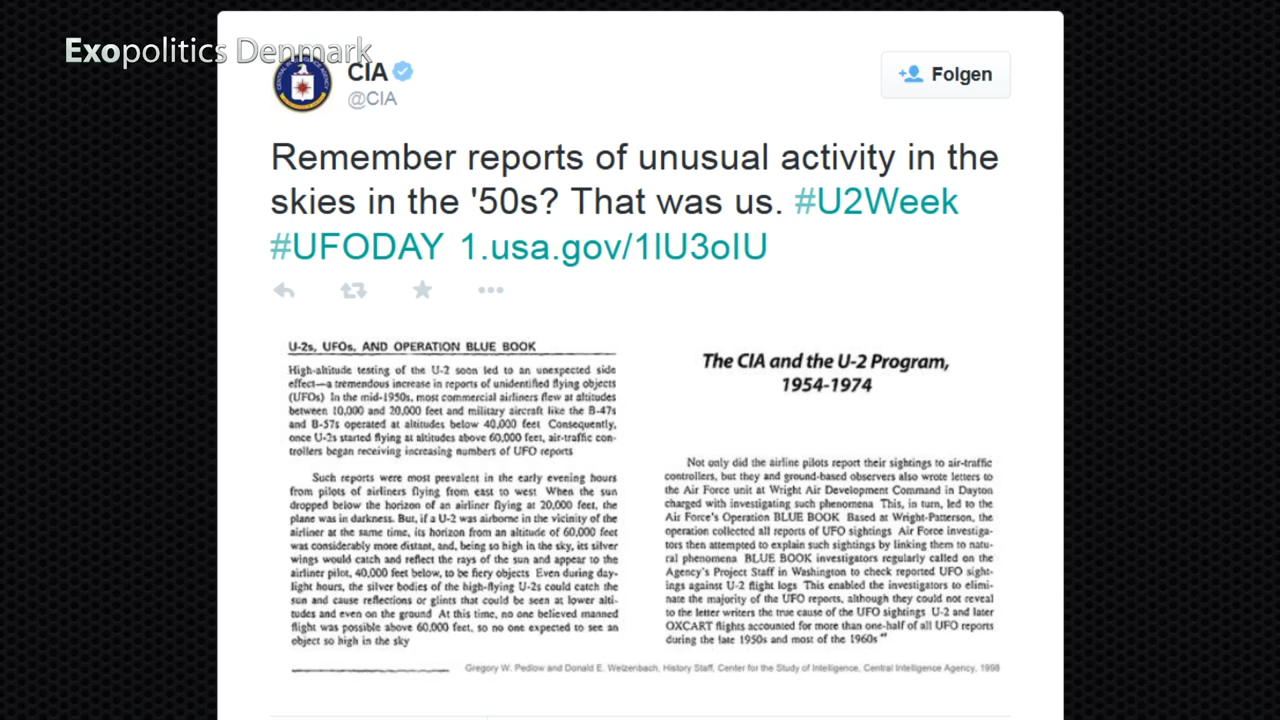 Exopolitics Denmark
CIA
@CIA
Folgen
Remember reports of unusual activity in the
skies in the '50s? That was us. #U2Week
#UFODAY 1.usa.gov/1lU3oIU
U-2s, UFOs, AND OPERATION BLUE BOOK
High-altitude testing of the U-2 soon led to an unexpected side
effect—a tremendous increase in reports of unidentified flying objects
(UFOs) In the mid-1950s, most commercial airliners flew at altitudes
between 10,000 and 20,000 feet and military aircraft like the B-47s
and B-57s operated at altitudes below 40,000 feet Consequently,
once U-2s started flying at altitudes above 60,000 feet, air-traffic con-
trollers began receiving increasing numbers of UFO reports
Such reports were most prevalent in the early evening hours
from pilots of airliners flying from east to west When the sun
dropped below the horizon of an airliner flying at 20,000 feet, the
plane was in darkness. But, if a U-2 was airborne in the vicinity of the
airliner at the same time, its horizon from an altitude of 60,000 feet
was considerably more distant, and, being so high in the sky, its silver
wings would catch and reflect the rays of the sun and appear to the
airliner pilot, 40,000 feet below, to be fiery objects Even during day-
light hours, the silver bodies of the high-flying U-2s could catch the
sun and cause reflections or glints that could be seen at lower alti-
tudes and even on the ground At this time, no one believed manned
flight was possible above 60,000 feet, so no one expected to see an
object so high in the sky
The CIA and the U-2 Program,
1954-1974
Not only did the airline pilots report their sightings to air-traffic
controllers, but they and ground-based observers also wrote letters to
the Air Force unit at Wright Air Development Command in Dayton
charged with investigating such phenomena This, in turn, led to the
Air Force's Operation BLUE BOOK Based at Wright-Patterson, the
operation collected all reports of UFO sightings Air Force investiga-
tors then attempted to explain such sightings by linking them to natu-
ral phenomena BLUE BOOK investigators regularly called on the
Agency's Project Staff in Washington to check reported UFO sight-
ings against U-2 flight logs This enabled the investigators to elimi-
nate the majority of the UFO reports, although they could not reveal
to the letter writers the true cause of the UFO sightings U-2 and later
OXCART flights accounted for more than one-half of all UFO reports
during the late 1950s and most of the 1960s
Gregory W. Pedlow and Donald E. Welzenbach, History Staff, Center for the Study of Intelligence, Central Intelligence Agency, 1998